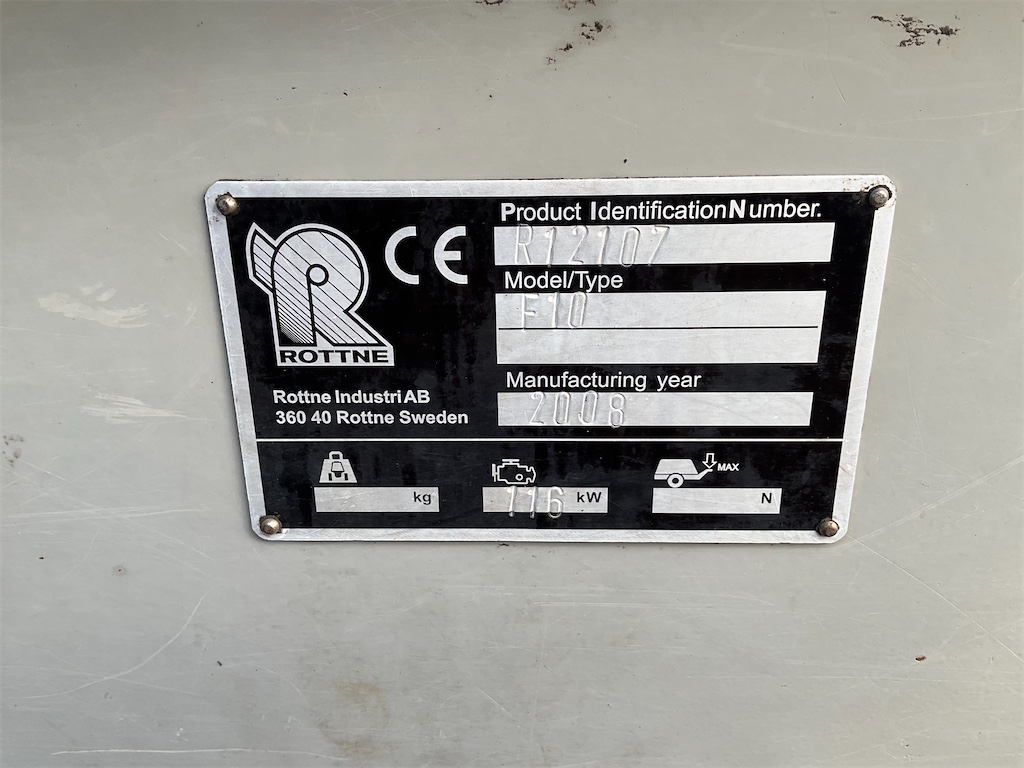 Product Identification Number.
R12107
Model/Type
F10
Manufacturing year
2008
CE
ROTTNE
Rottne Industri AB
360 40 Rottne Sweden
kg
116 kW
MAX
N